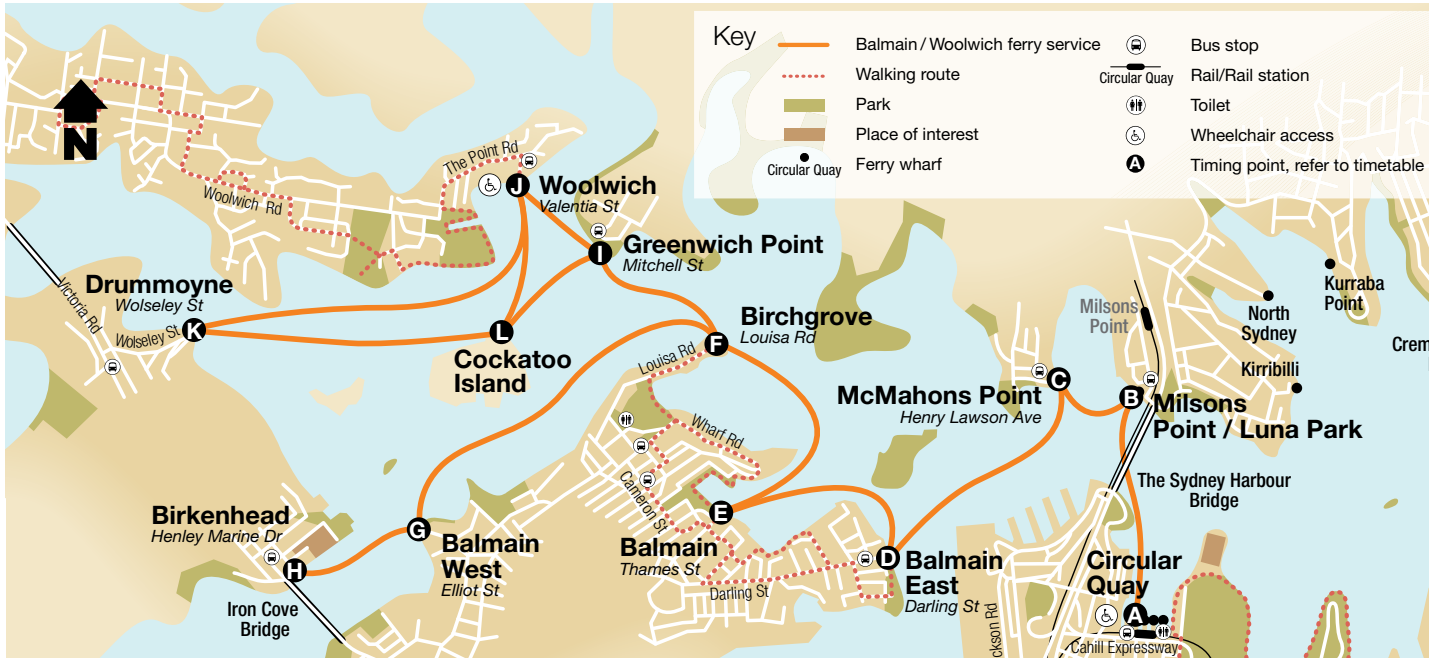 Key
Balmain / Woolwich ferry service
Walking route
Park
Place of interest
Circular Quay
Ferry wharf
Bus stop
Circular Quay
Rail/Rail station
Toilet
Wheelchair access
A
Timing point, refer to timetable
N
The Point Rd
Woolwich Rd
J
Woolwich
Valentia St
I
Greenwich Point
Mitchell St
Drummoyne
Wolseley St
Victoria Rd
Wolseley St
K
L
Cockatoo
Island
F
Birchgrove
Louisa Rd
Louisa Rd
Wharf Rd
Cameron St
Milsons
Point
North
Sydney
Kurraba
Point
Crem
Kirribilli
C
McMahons Point
Henry Lawson Ave
B
Milsons
Point / Luna Park
The Sydney Harbour
Bridge
Birkenhead
Henley Marine Dr
H
Iron Cove
Bridge
G
Balmain
West
Elliot St
E
Balmain
Thames St
Darling St
D
Balmain
East
Darling St
Circular
Quay
A
ckson Rd
Cahill Expressway